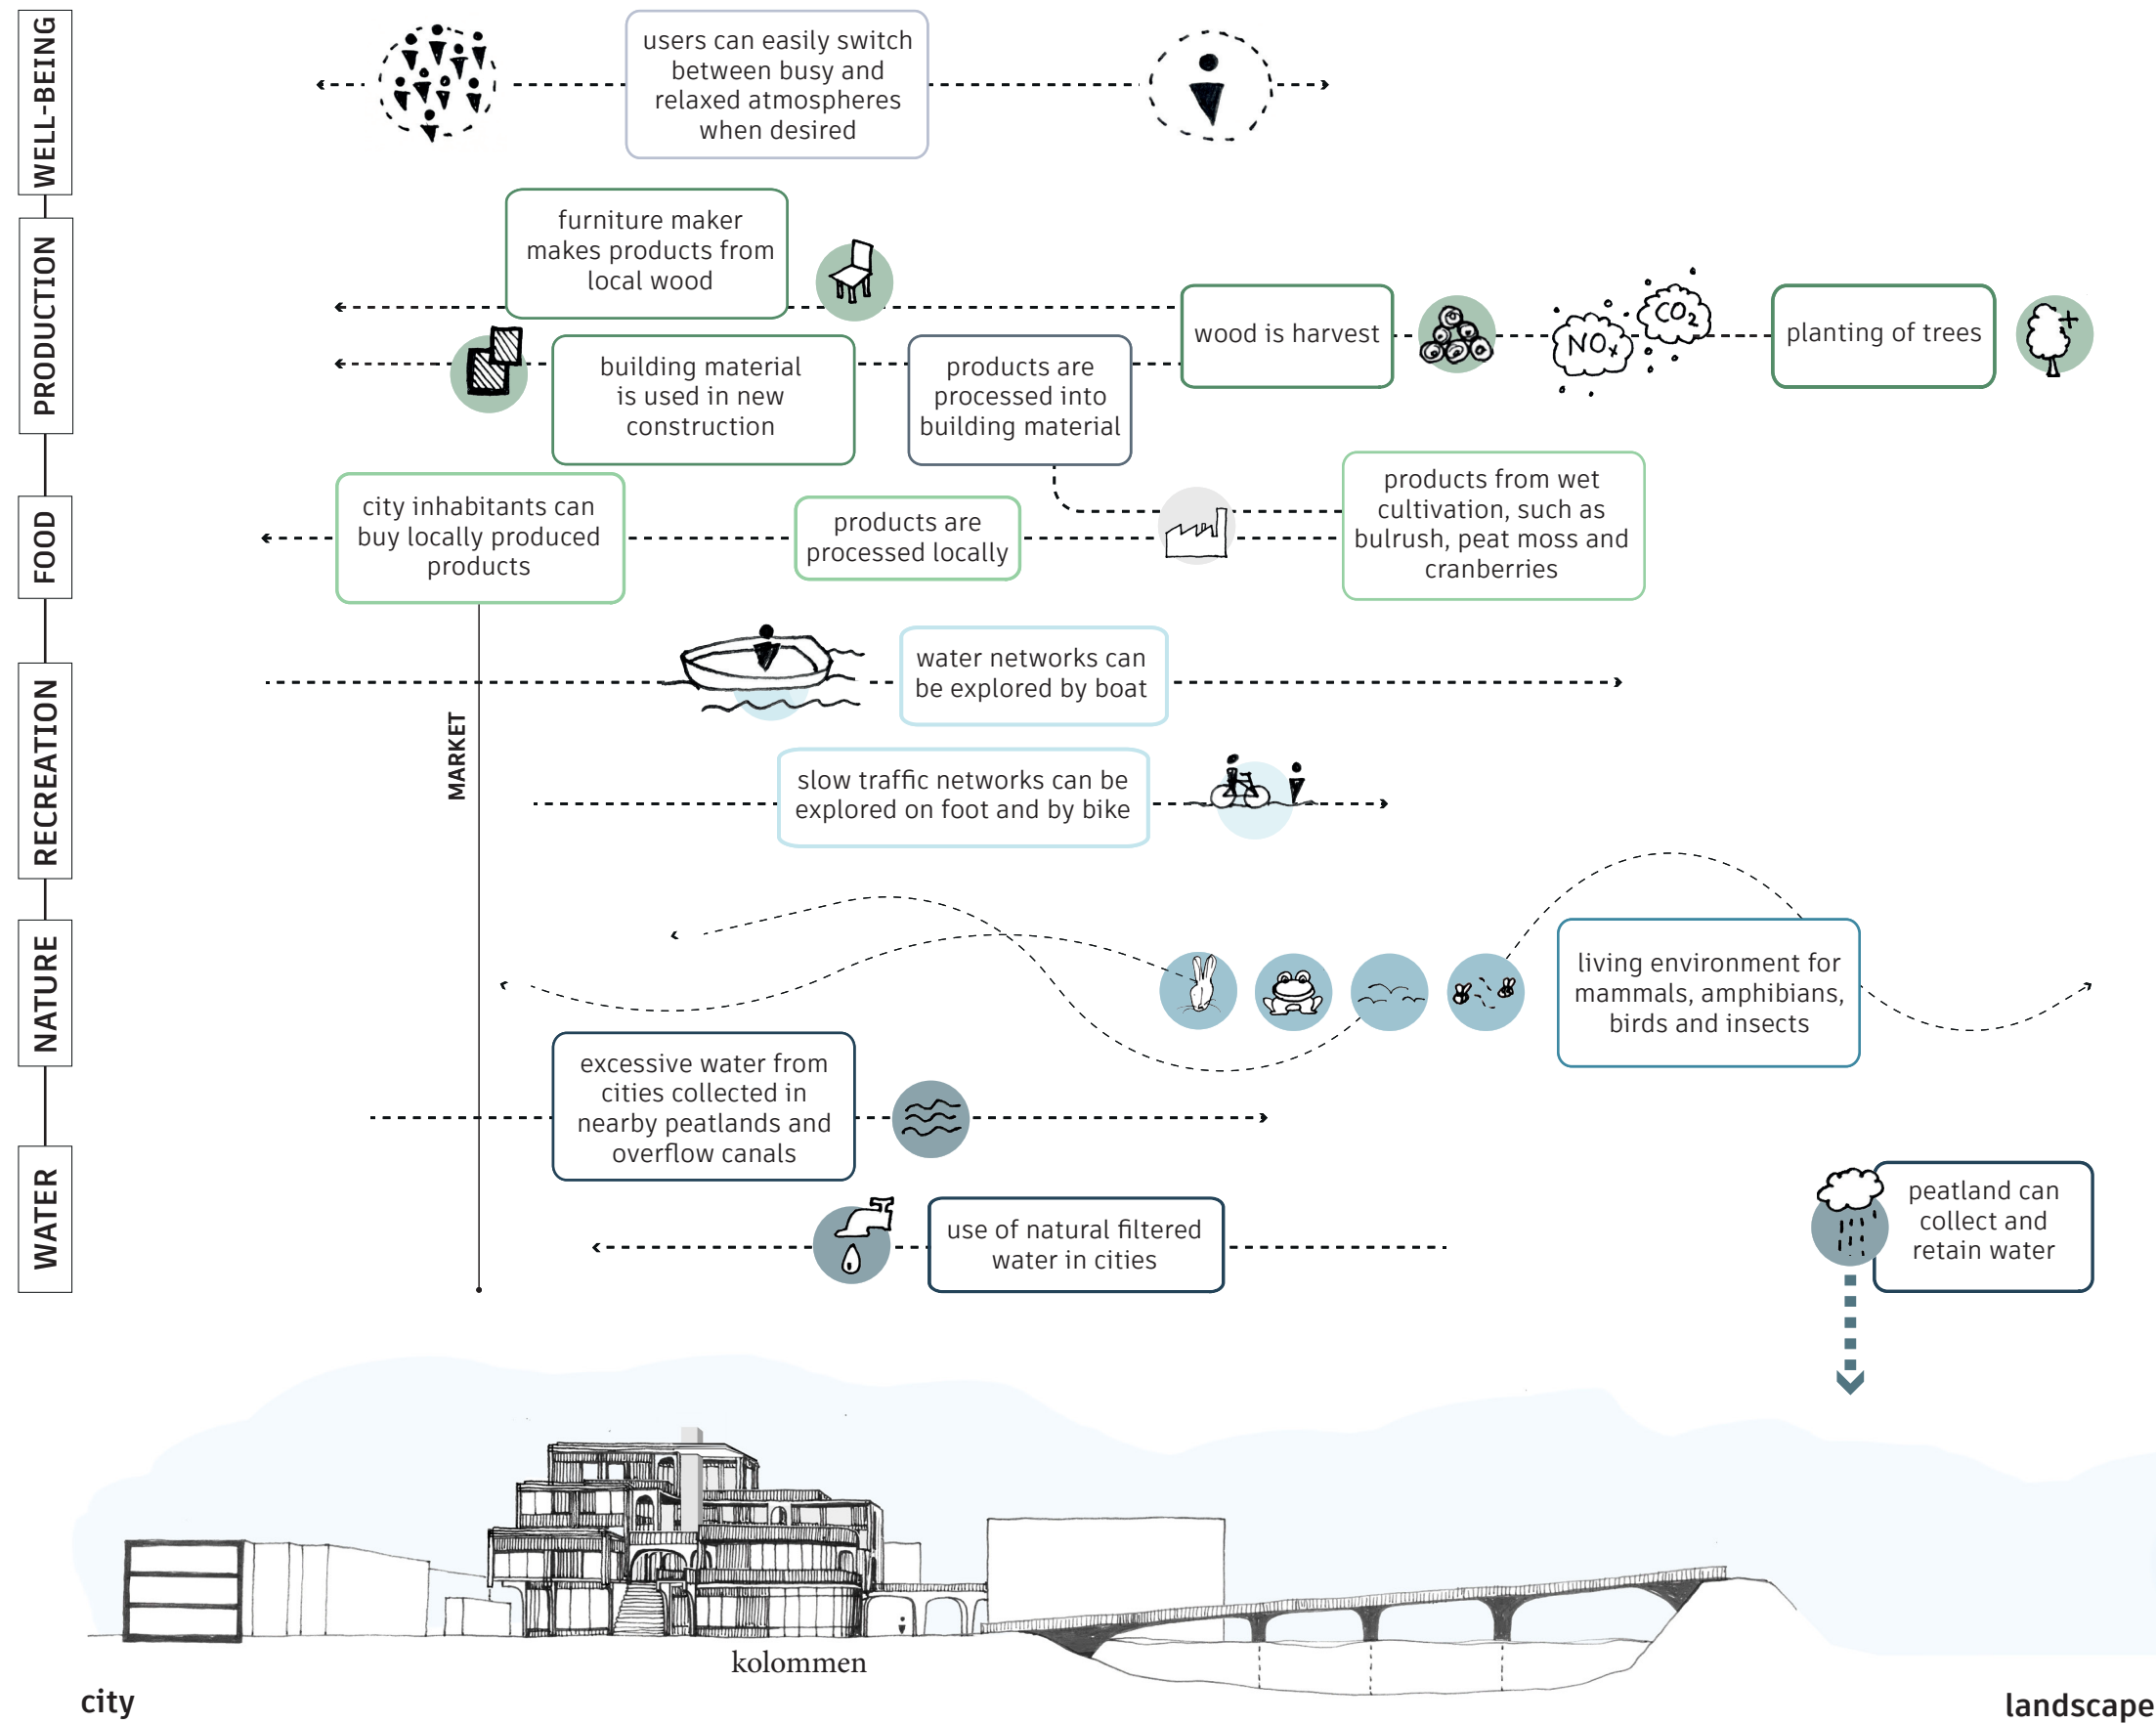 WELL-BEING
users can easily switch
between busy and
relaxed atmospheres
when desired
PRODUCTION
furniture maker
makes products from
local wood
wood is harvest
NOx
CO2
planting of trees
building material
is used in new
construction
products are
processed into
building material
FOOD
city inhabitants can
buy locally produced
products
products are
processed locally
products from wet
cultivation, such as
bulrush, peat moss and
cranberries
RECREATION
water networks can
be explored by boat
MARKET
slow traffic networks can be
explored on foot and by bike
NATURE
living environment for
mammals, amphibians,
birds and insects
WATER
excessive water from
cities collected in
nearby peatlands and
overflow canals
use of natural filtered
water in cities
peatland can
collect and
retain water
kolommen
city
landscape